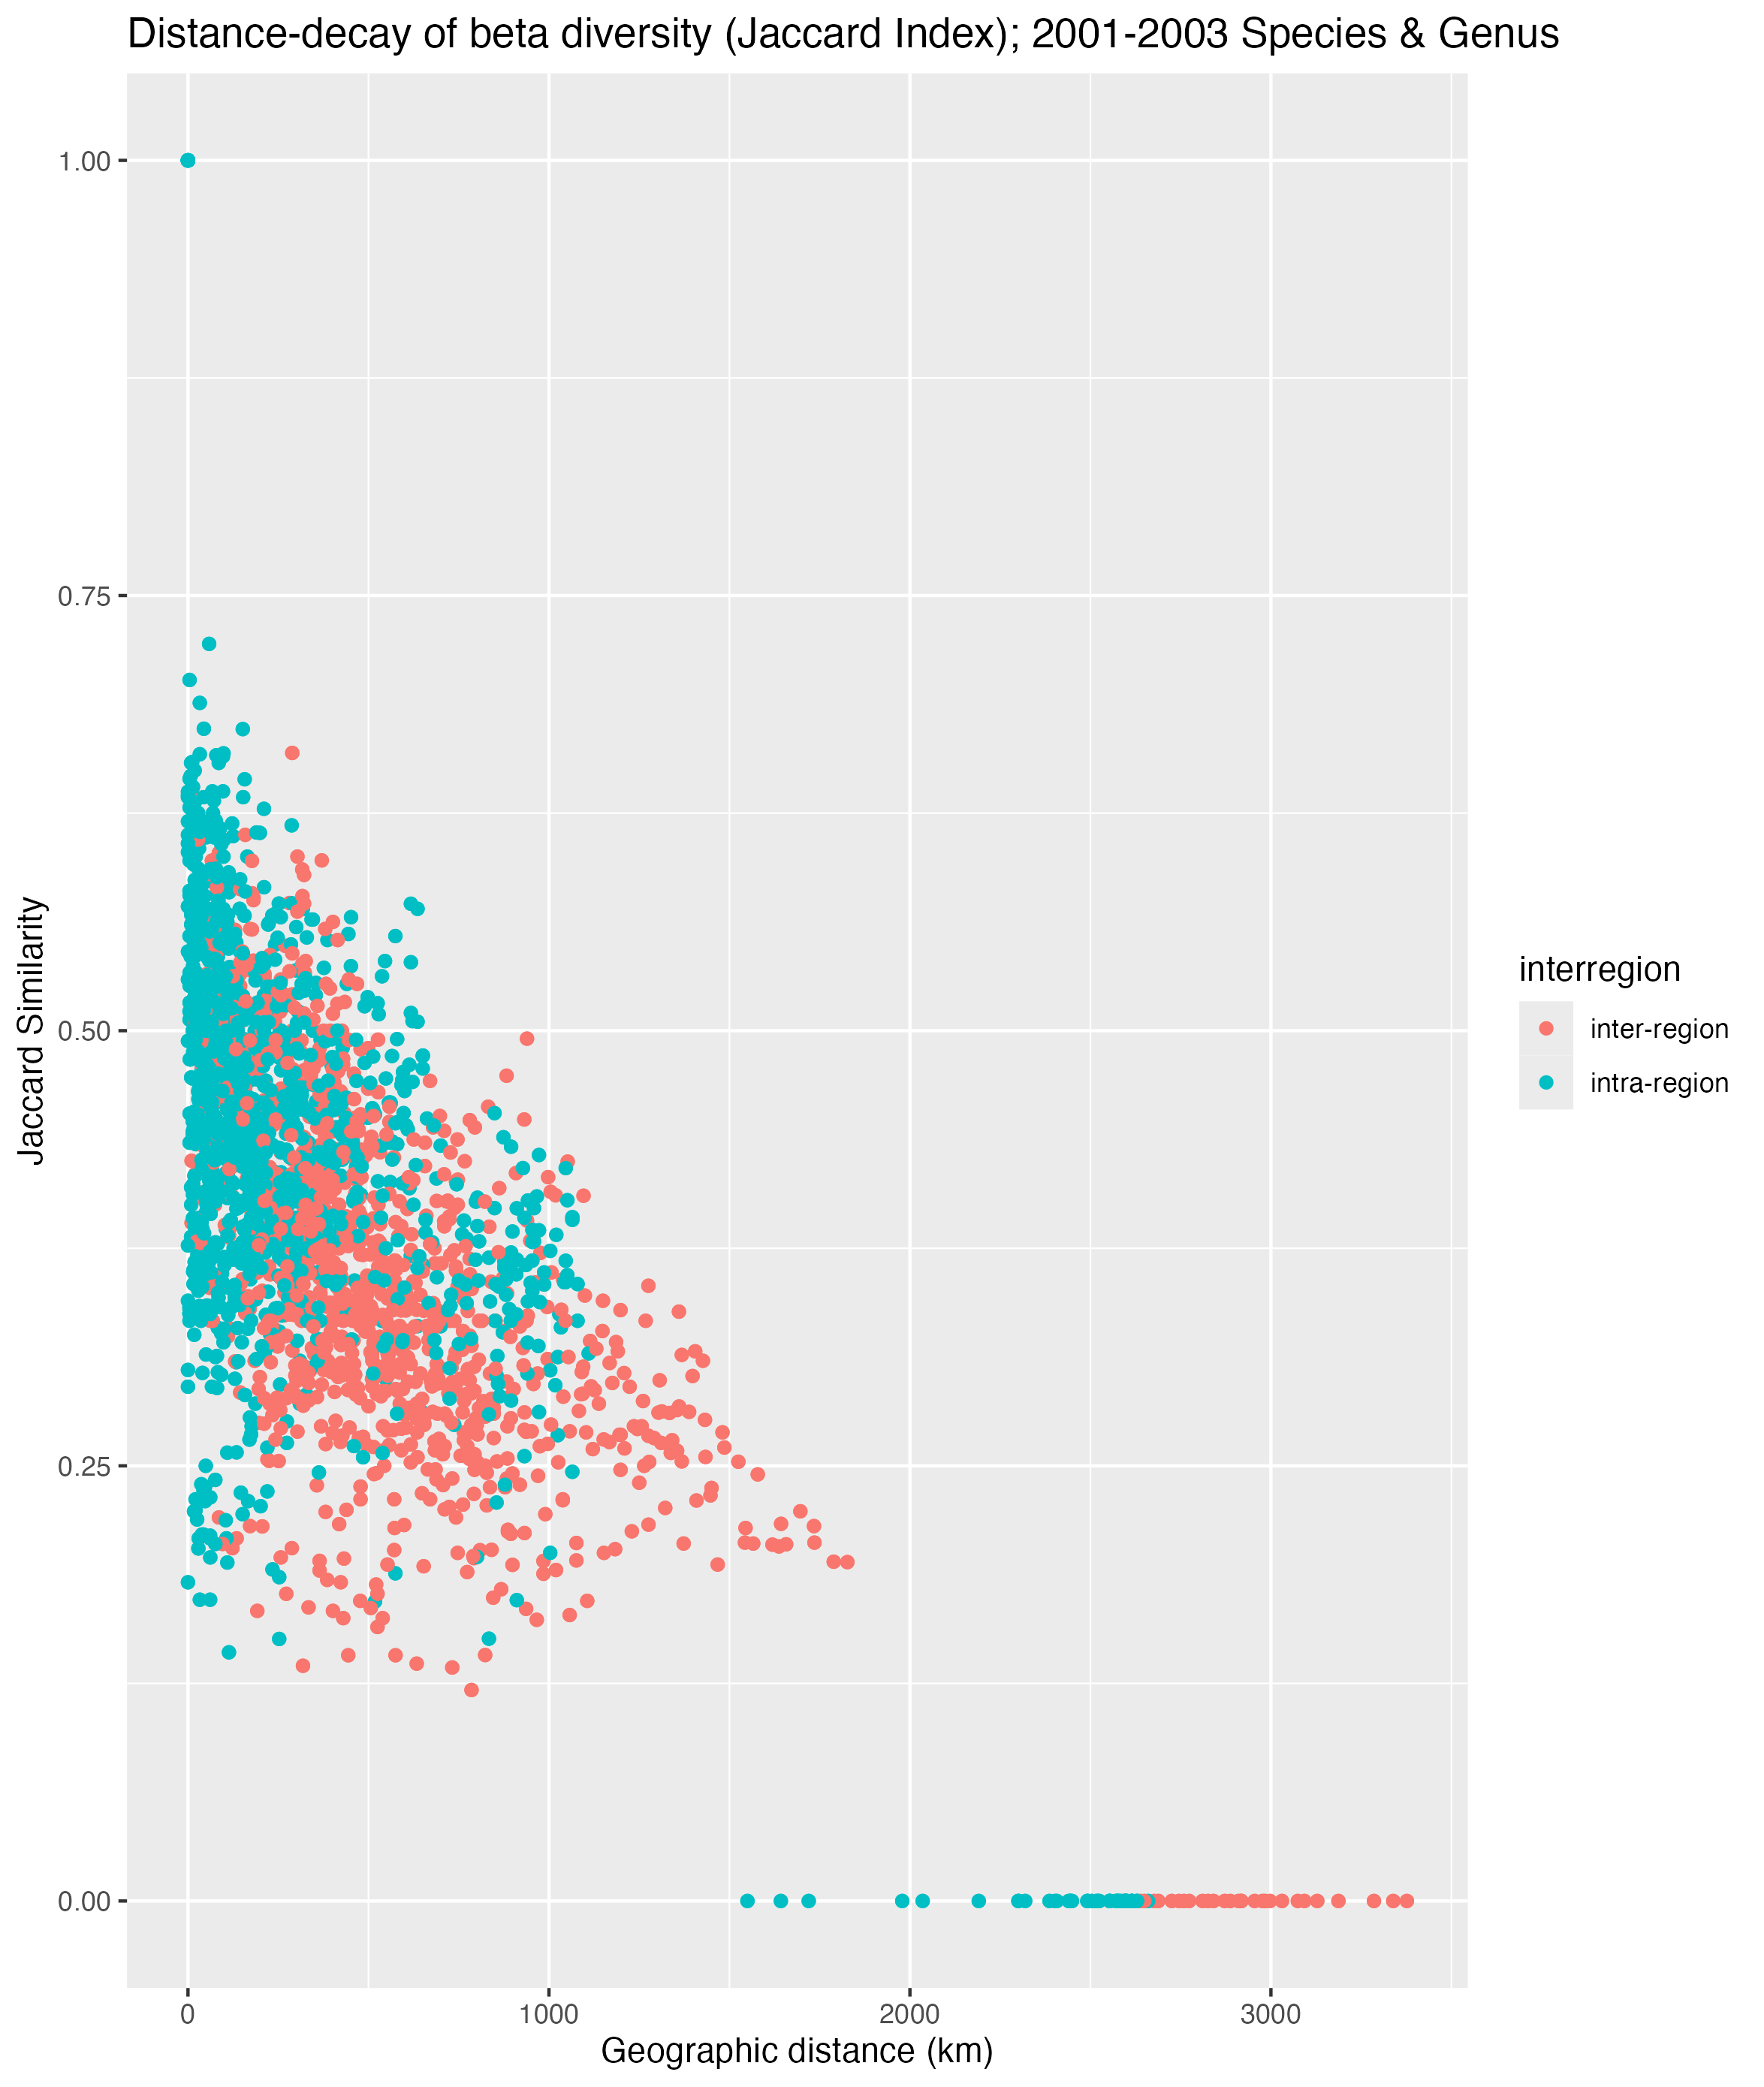 Distance-decay of beta diversity (Jaccard Index); 2001-2003 Species & Genus
1.00
0.75
0.50
0.25
0.00
Jaccard Similarity
0 1000 2000 3000
Geographic distance (km)
interregion
inter-region
intra-region